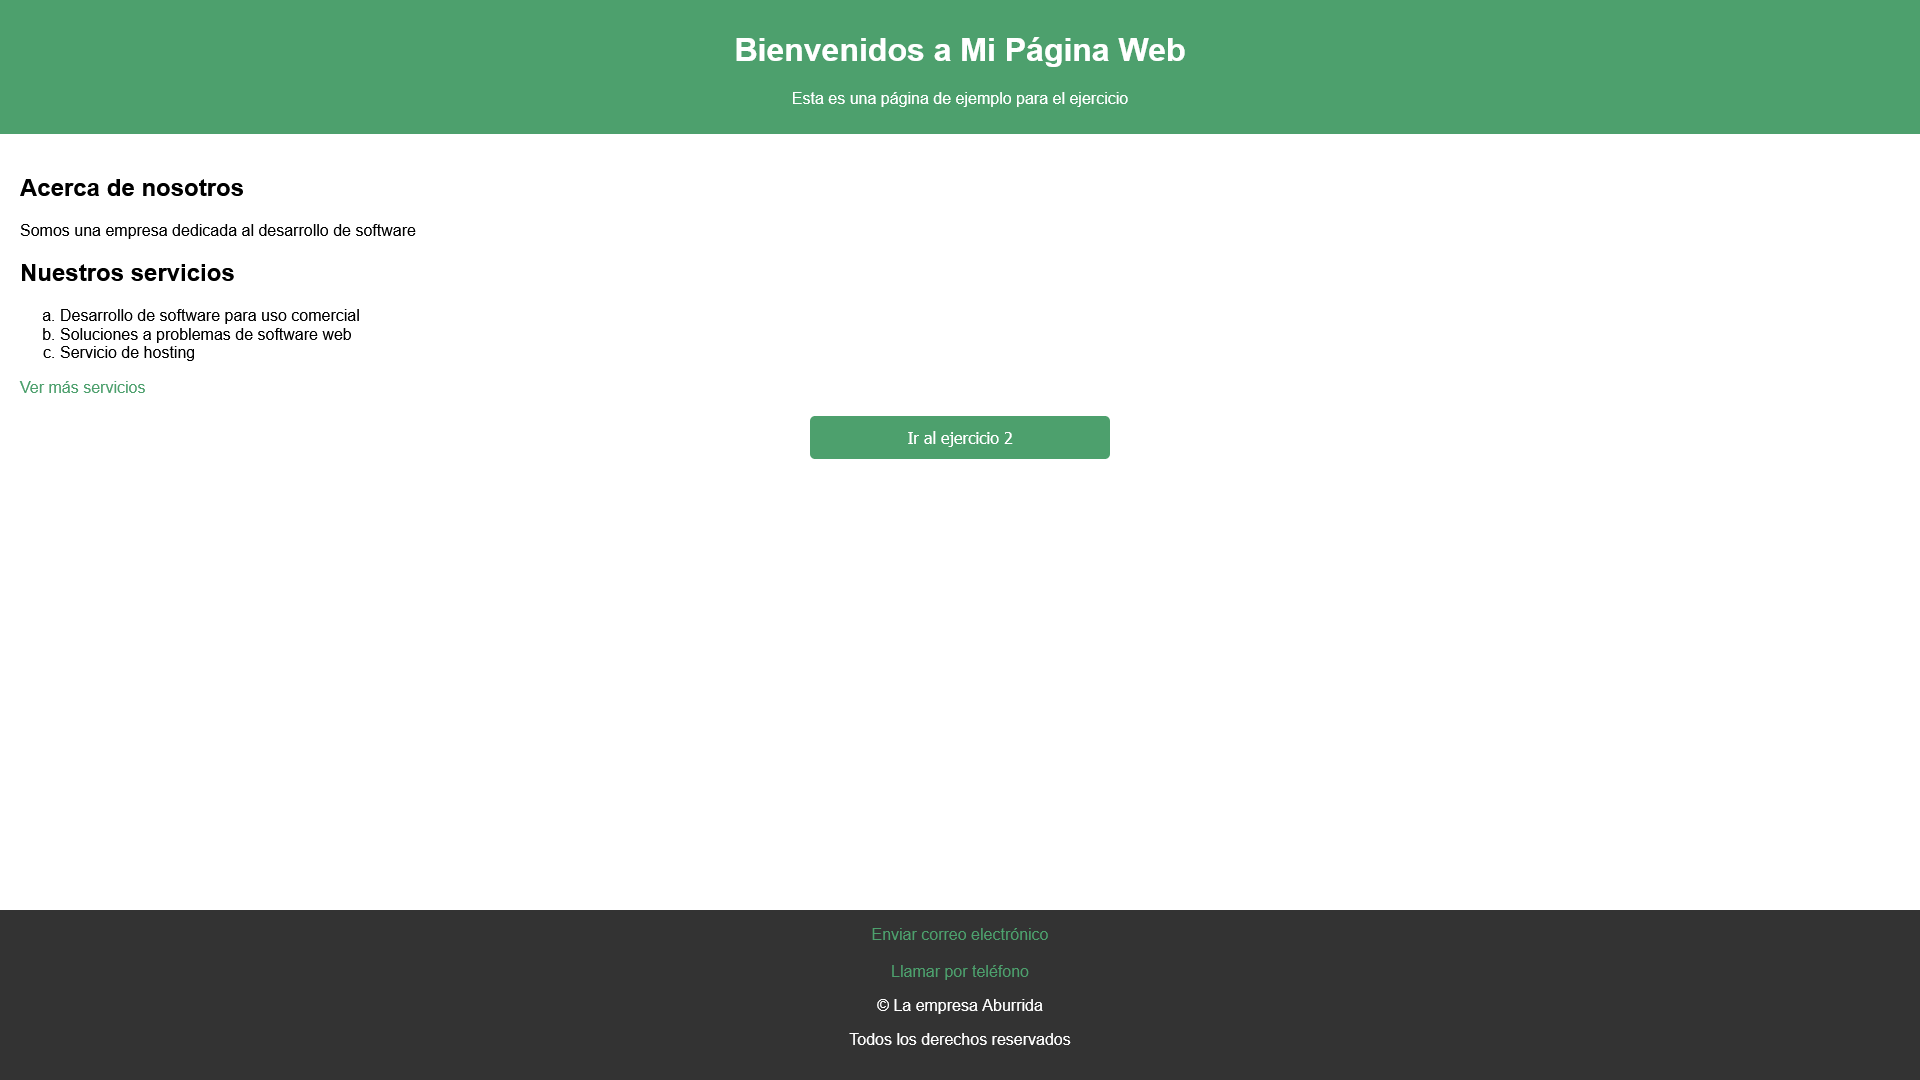 Bienvenidos a Mi Página Web
Esta es una página de ejemplo para el ejercicio
Acerca de nosotros
Somos una empresa dedicada al desarrollo de software
Nuestros servicios
a. Desarrollo de software para uso comercial
b. Soluciones a problemas de software web
c. Servicio de hosting
Ver más servicios
Ir al ejercicio 2
Enviar correo electrónico
Llamar por teléfono
© La empresa Aburrida
Todos los derechos reservados